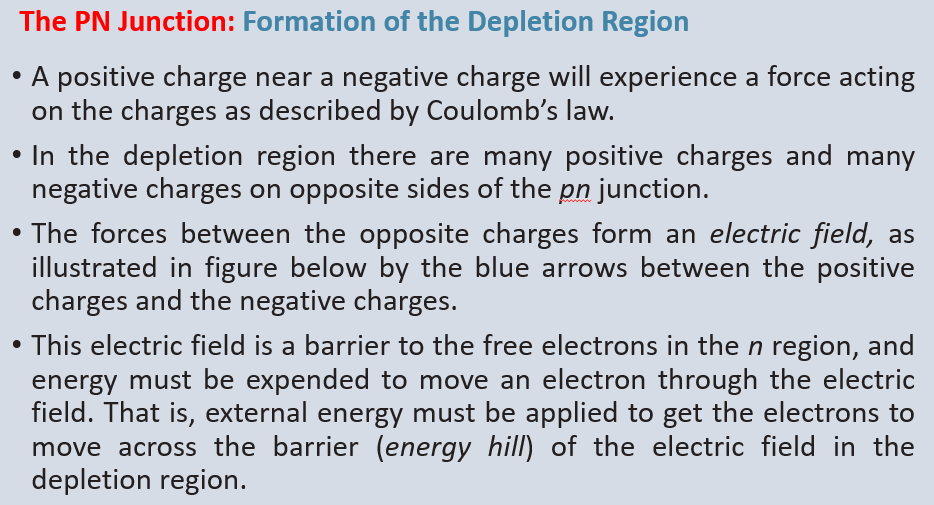 The PN Junction: Formation of the Depletion Region
• A positive charge near a negative charge will experience a force acting
on the charges as described by Coulomb’s law.
• In the depletion region there are many positive charges and many
negative charges on opposite sides of the pn junction.
• The forces between the opposite charges form an electric field, as
illustrated in figure below by the blue arrows between the positive
charges and the negative charges.
• This electric field is a barrier to the free electrons in the n region, and
energy must be expended to move an electron through the electric
field. That is, external energy must be applied to get the electrons to
move across the barrier (energy hill) of the electric field in the
depletion region.